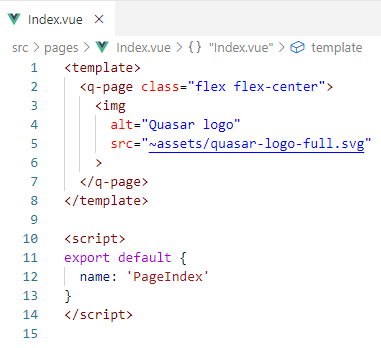 Index.vue ×
src > pages > Index.vue > {} "Index.vue" > template
1 <template>
2 <q-page class="flex flex-center">
3 <img
4 alt="Quasar logo"
5 src="~assets/quasar-logo-full.svg"
6 >
7 </q-page>
8 </template>
9
10 <script>
11 export default {
12 name: 'PageIndex'
13 }
14 </script>
15